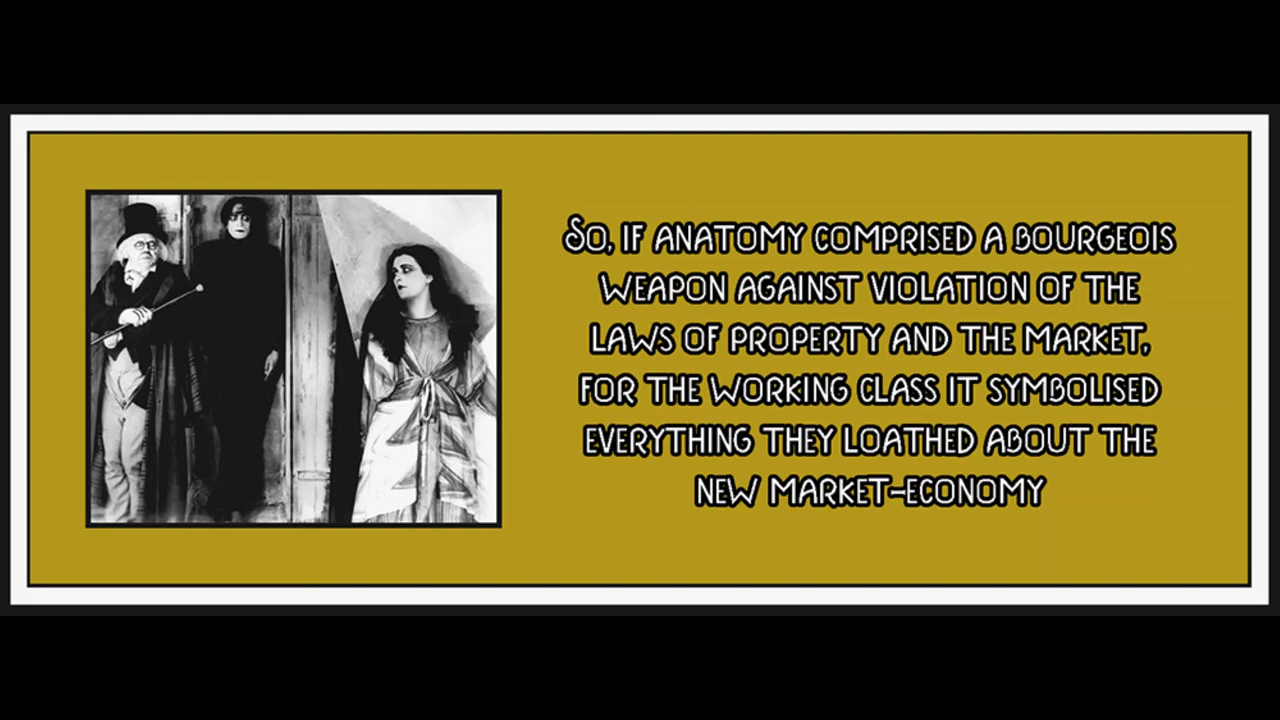 So, if anatomy comprised a bourgeois
weapon against violation of the
laws of property and the market,
for the working class it symbolised
everything they loathed about the
new market-economy